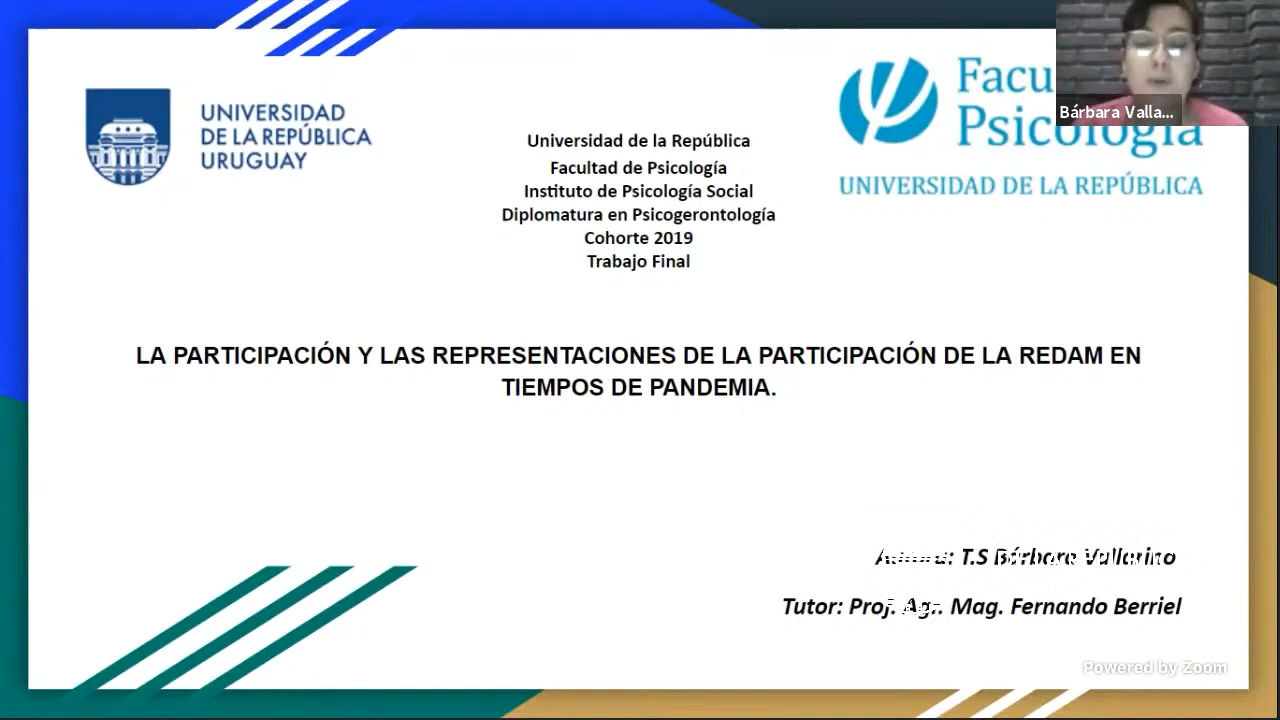 UNIVERSIDAD
DE LA REPÚBLICA
URUGUAY
Universidad de la República
Facultad de Psicología
Instituto de Psicología Social
Diplomatura en Psicogerontología
Cohorte 2019
Trabajo Final
Facu
Psicología
UNIVERSIDAD DE LA REPÚBLICA
Bárbara Valla...
LA PARTICIPACIÓN Y LAS REPRESENTACIONES DE LA PARTICIPACIÓN DE LA REDAM EN
TIEMPOS DE PANDEMIA.
T.S Bárbara Vallarino
Tutor: Prof. Agr. Mag. Fernando Berriel
Powered by Zoom